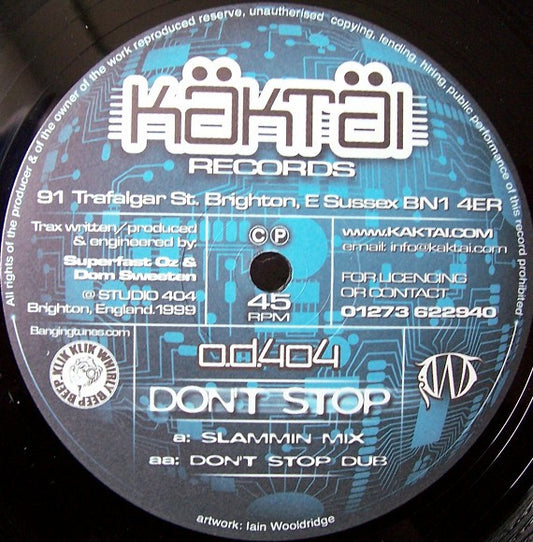 All rights of the producer & of the owner of the work reproduced reserve, unauthorised copying, lending, hiring, public performance of this record prohibited
KÄKTÄI
RECORDS
91 Trafalgar St. Brighton, E Sussex BN1 4ER
Trax written/produced
& engineered by:
Superfast Oz &
Dom Sweeten
@ STUDIO 404
Brighton, England.1999
© ℗
45
RPM
www.KAKTAI.COM
email: info@kaktai.com
FOR LICENCING
OR CONTACT
01273 622940
Bangingtunes.com
KLIK KLIK WHIRLI BEEP BEEP
o.d.404
DON'T STOP
a: SLAMMIN MIX
aa: DON'T STOP DUB
artwork: Iain Wooldridge